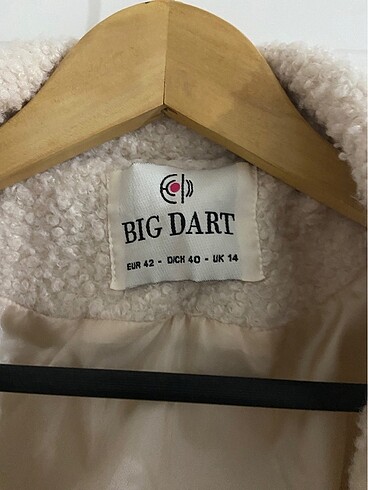 BIG DART
EUR 42 - D/CH 40 - UK 14